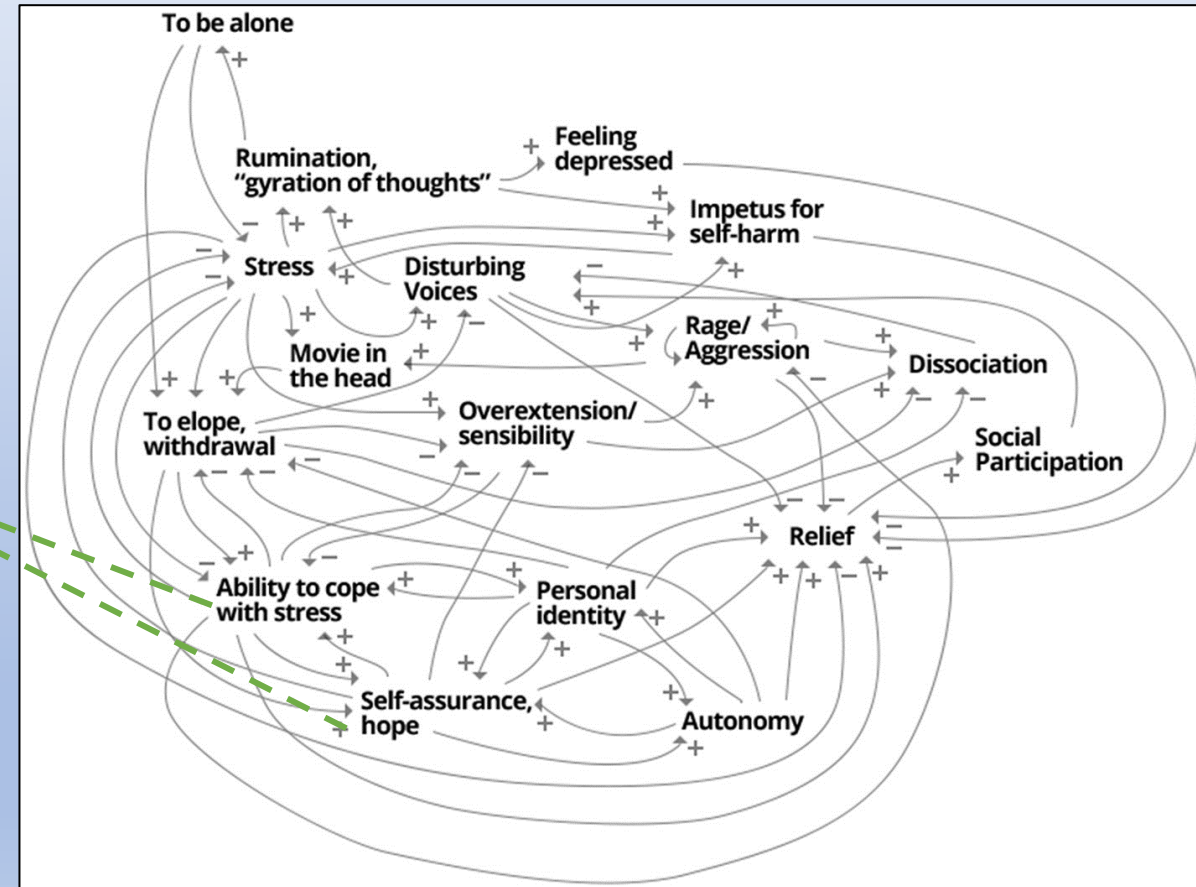 To be alone
Rumination,
“gyration of thoughts”
Feeling
depressed
Impetus for
self-harm
Stress
Disturbing
Voices
Rage/
Aggression
Dissociation
Movie in
the head
To elope,
withdrawal
Overextension/
sensibility
Social
Participation
Relief
Ability to cope
with stress
Personal
identity
Self-assurance,
hope
Autonomy